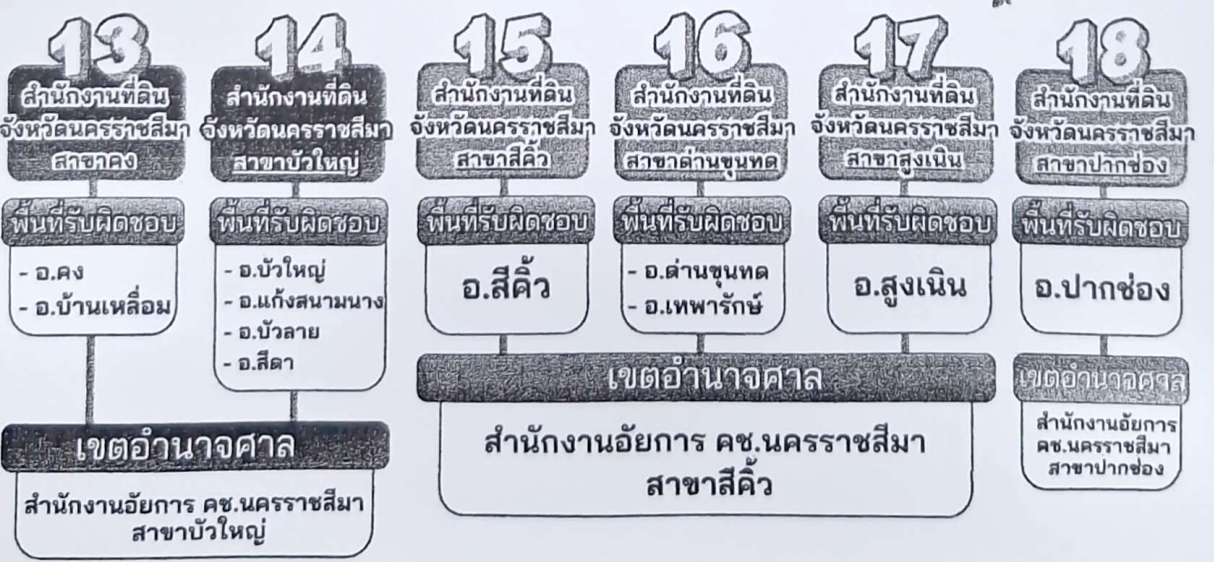 13
สำนักงานที่ดิน
จังหวัดนครราชสีมา
สาขาคง
พื้นที่รับผิดชอบ
- อ.คง
- อ.บ้านเหลื่อม
14
สำนักงานที่ดิน
จังหวัดนครราชสีมา
สาขาบัวใหญ่
พื้นที่รับผิดชอบ
- อ.บัวใหญ่
- อ.แก้งสนามนาง
- อ.บัวลาย
- อ.สีดา
เขตอำนาจศาล
สำนักงานอัยการ คช.นครราชสีมา
สาขาบัวใหญ่
15
สำนักงานที่ดิน
จังหวัดนครราชสีมา
สาขาสีคิ้ว
พื้นที่รับผิดชอบ
อ.สีคิ้ว
16
สำนักงานที่ดิน
จังหวัดนครราชสีมา
สาขาด่านขุนทด
พื้นที่รับผิดชอบ
- อ.ด่านขุนทด
- อ.เทพารักษ์
17
สำนักงานที่ดิน
จังหวัดนครราชสีมา
สาขาสูงเนิน
พื้นที่รับผิดชอบ
อ.สูงเนิน
เขตอำนาจศาล
สำนักงานอัยการ คช.นครราชสีมา
สาขาสีคิ้ว
18
สำนักงานที่ดิน
จังหวัดนครราชสีมา
สาขาปากช่อง
พื้นที่รับผิดชอบ
อ.ปากช่อง
เขตอำนาจศาล
สำนักงานอัยการ
คช.นครราชสีมา
สาขาปากช่อง